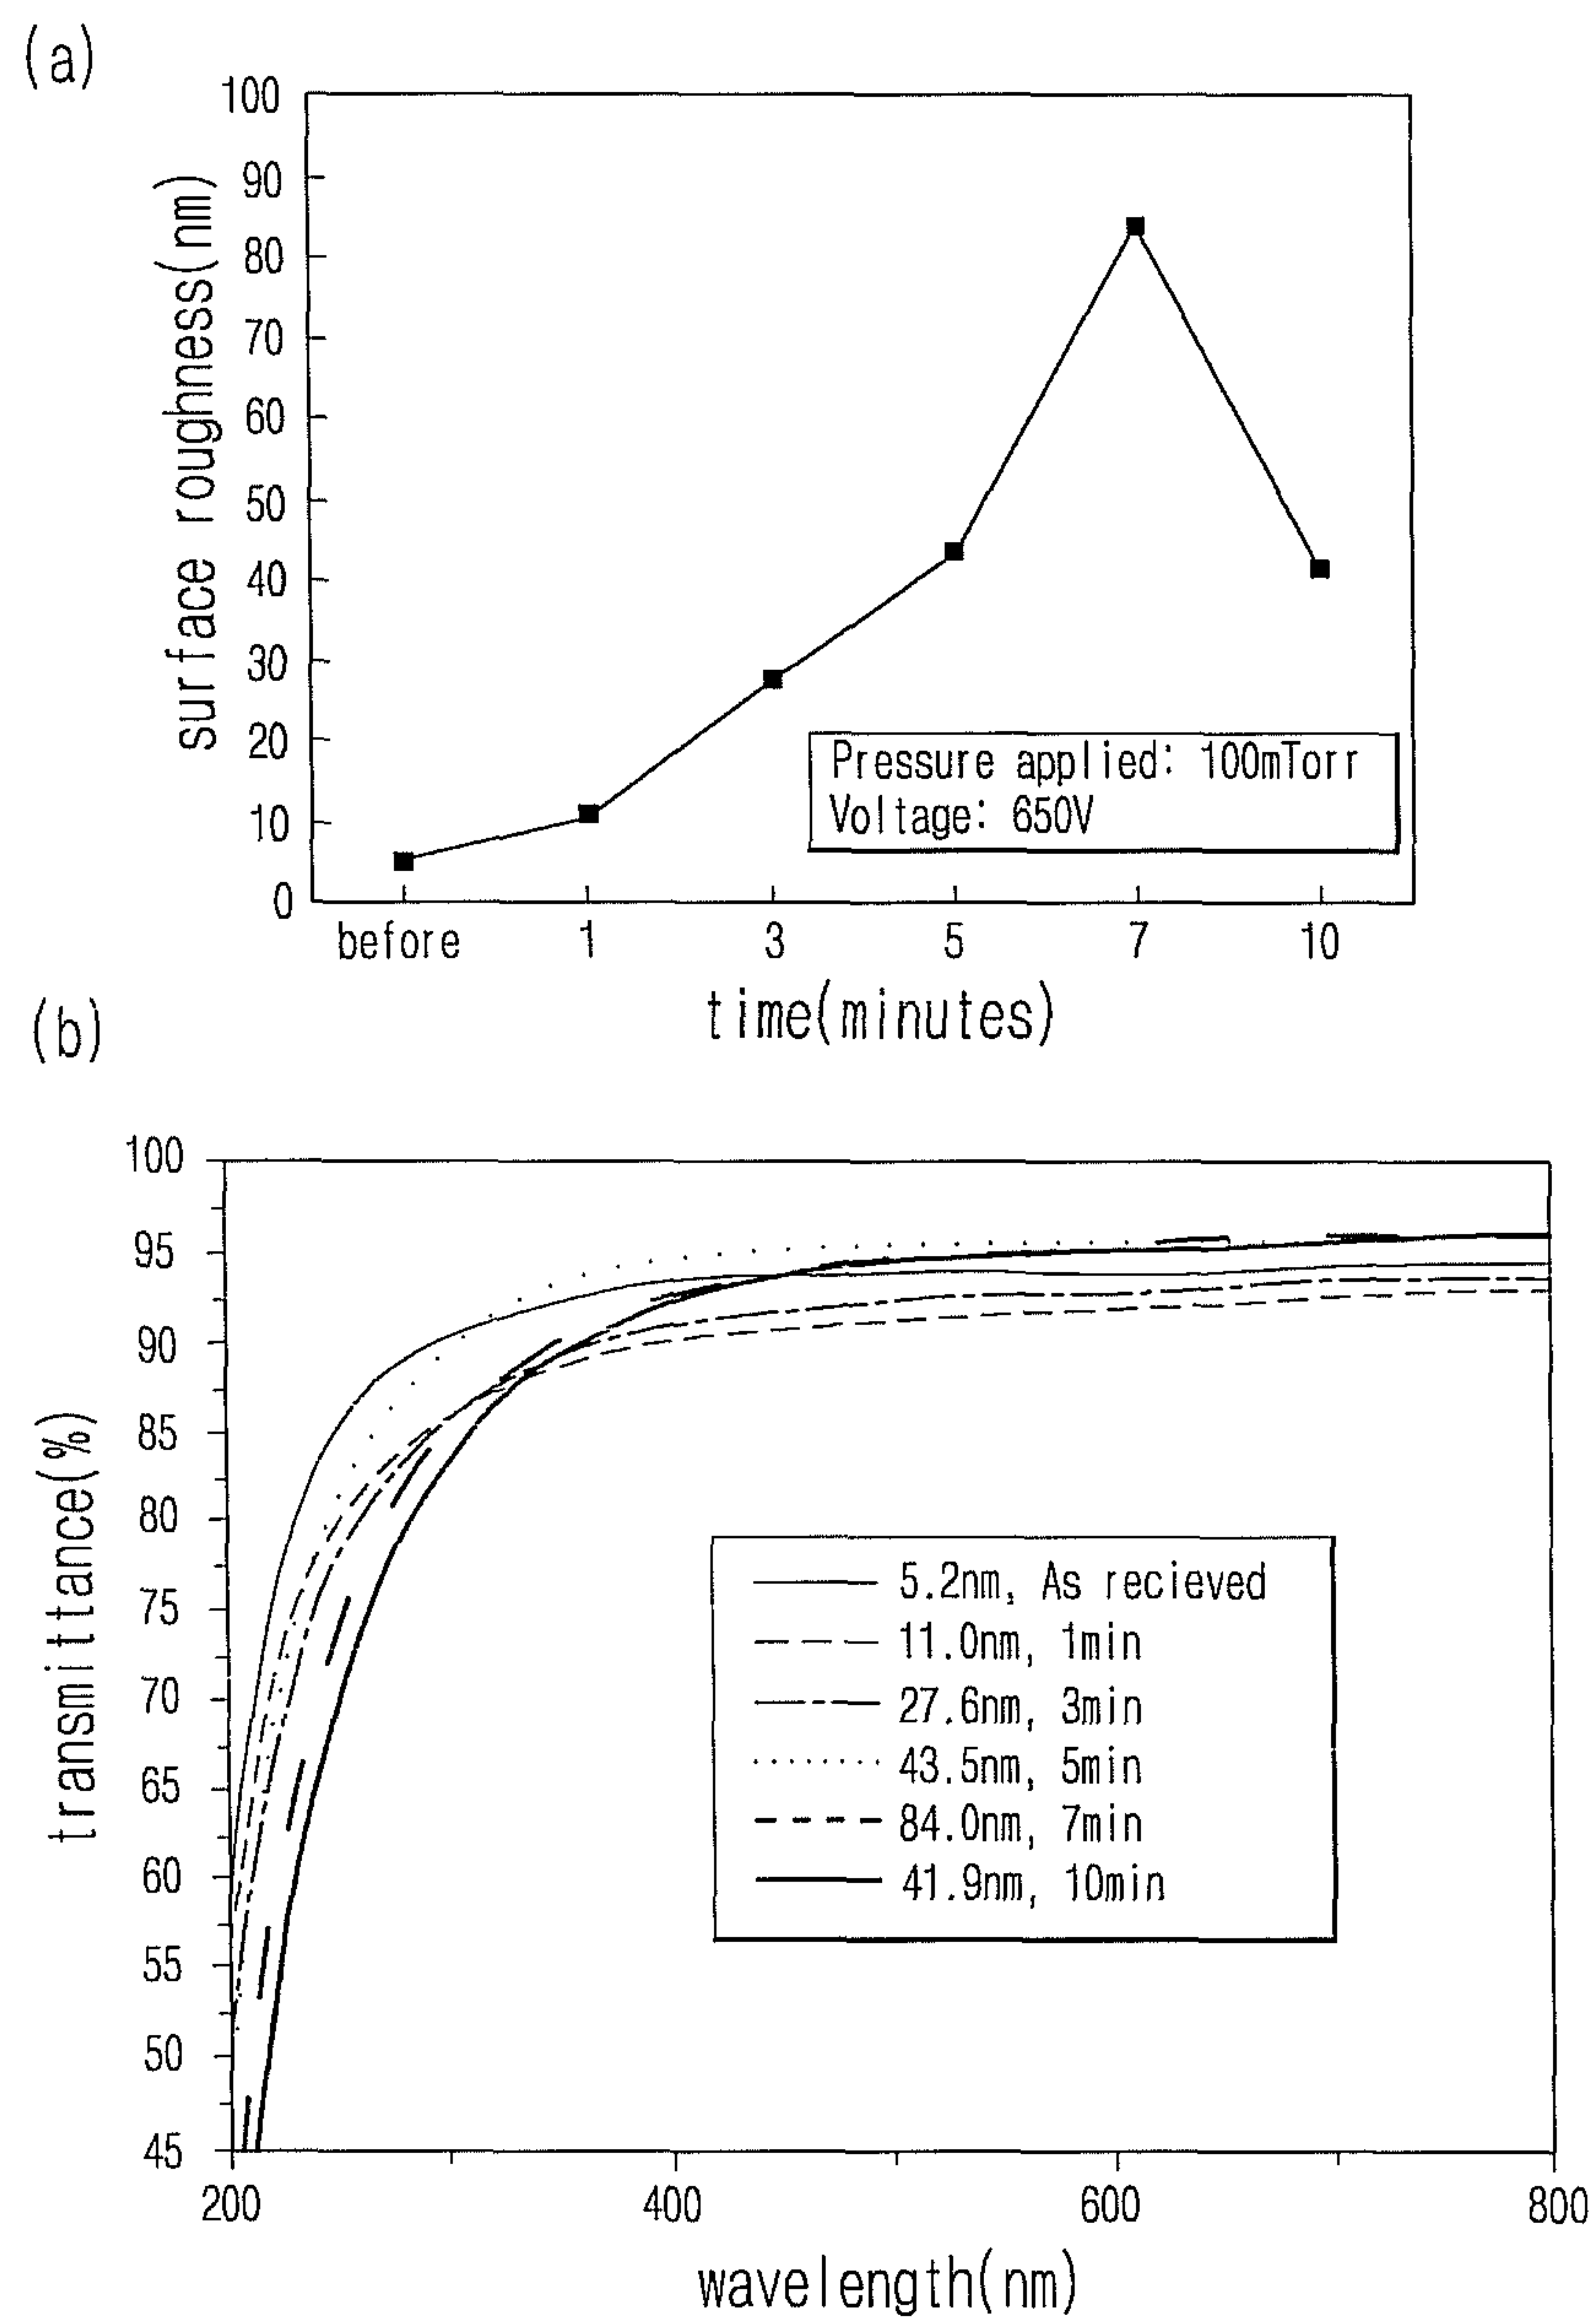 (a)
100
90
80
70
60
50
40
30
20
10
0
surface roughness(nm)
Pressure applied: 100mTorr
Voltage: 650V
before 1 3 5 7 10
time(minutes)
(b)
100
95
90
85
80
75
70
65
60
55
50
45
transmittance(%)
5.2nm, As recieved
11.0nm, 1min
27.6nm, 3min
43.5nm, 5min
84.0nm, 7min
41.9nm, 10min
200 400 600 800
wavelength(nm)